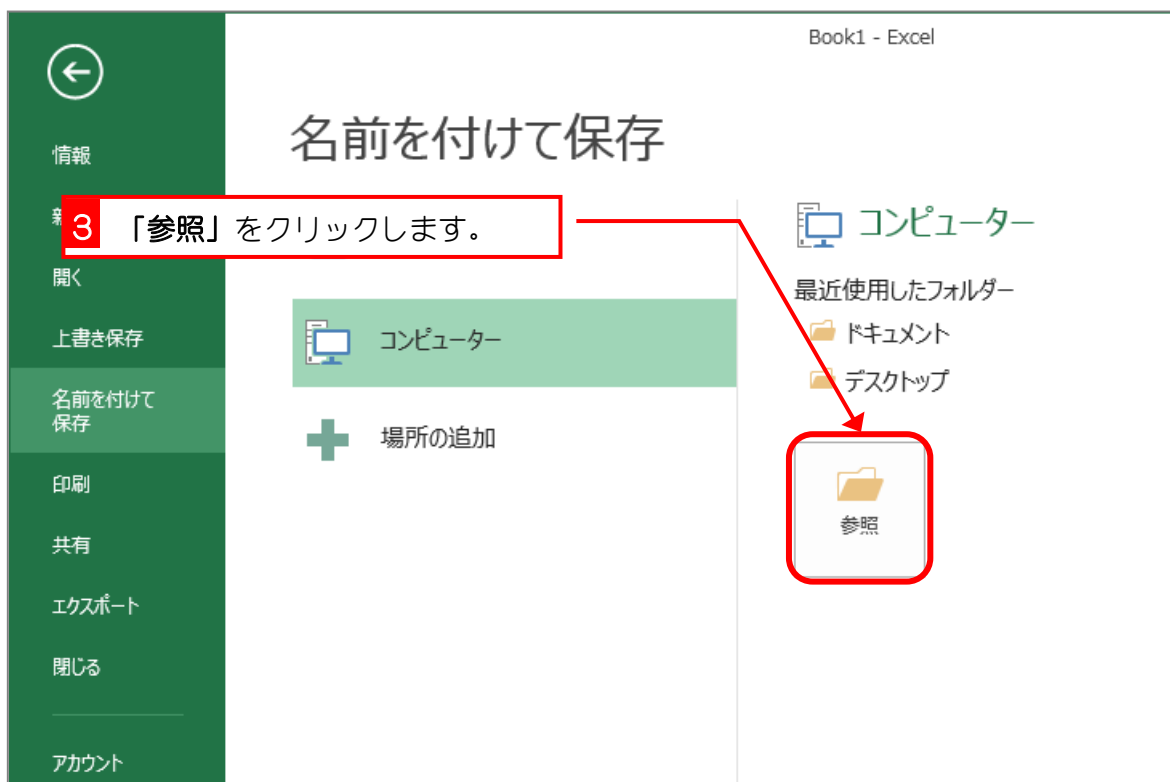 Book1 - Excel
情報
新
開く
上書き保存
名前を付けて
保存
印刷
共有
エクスポート
閉じる
アカウント
名前を付けて保存
3 「参照」をクリックします。
コンピューター
場所の追加
コンピューター
最近使用したフォルダー
ドキュメント
デスクトップ
参照